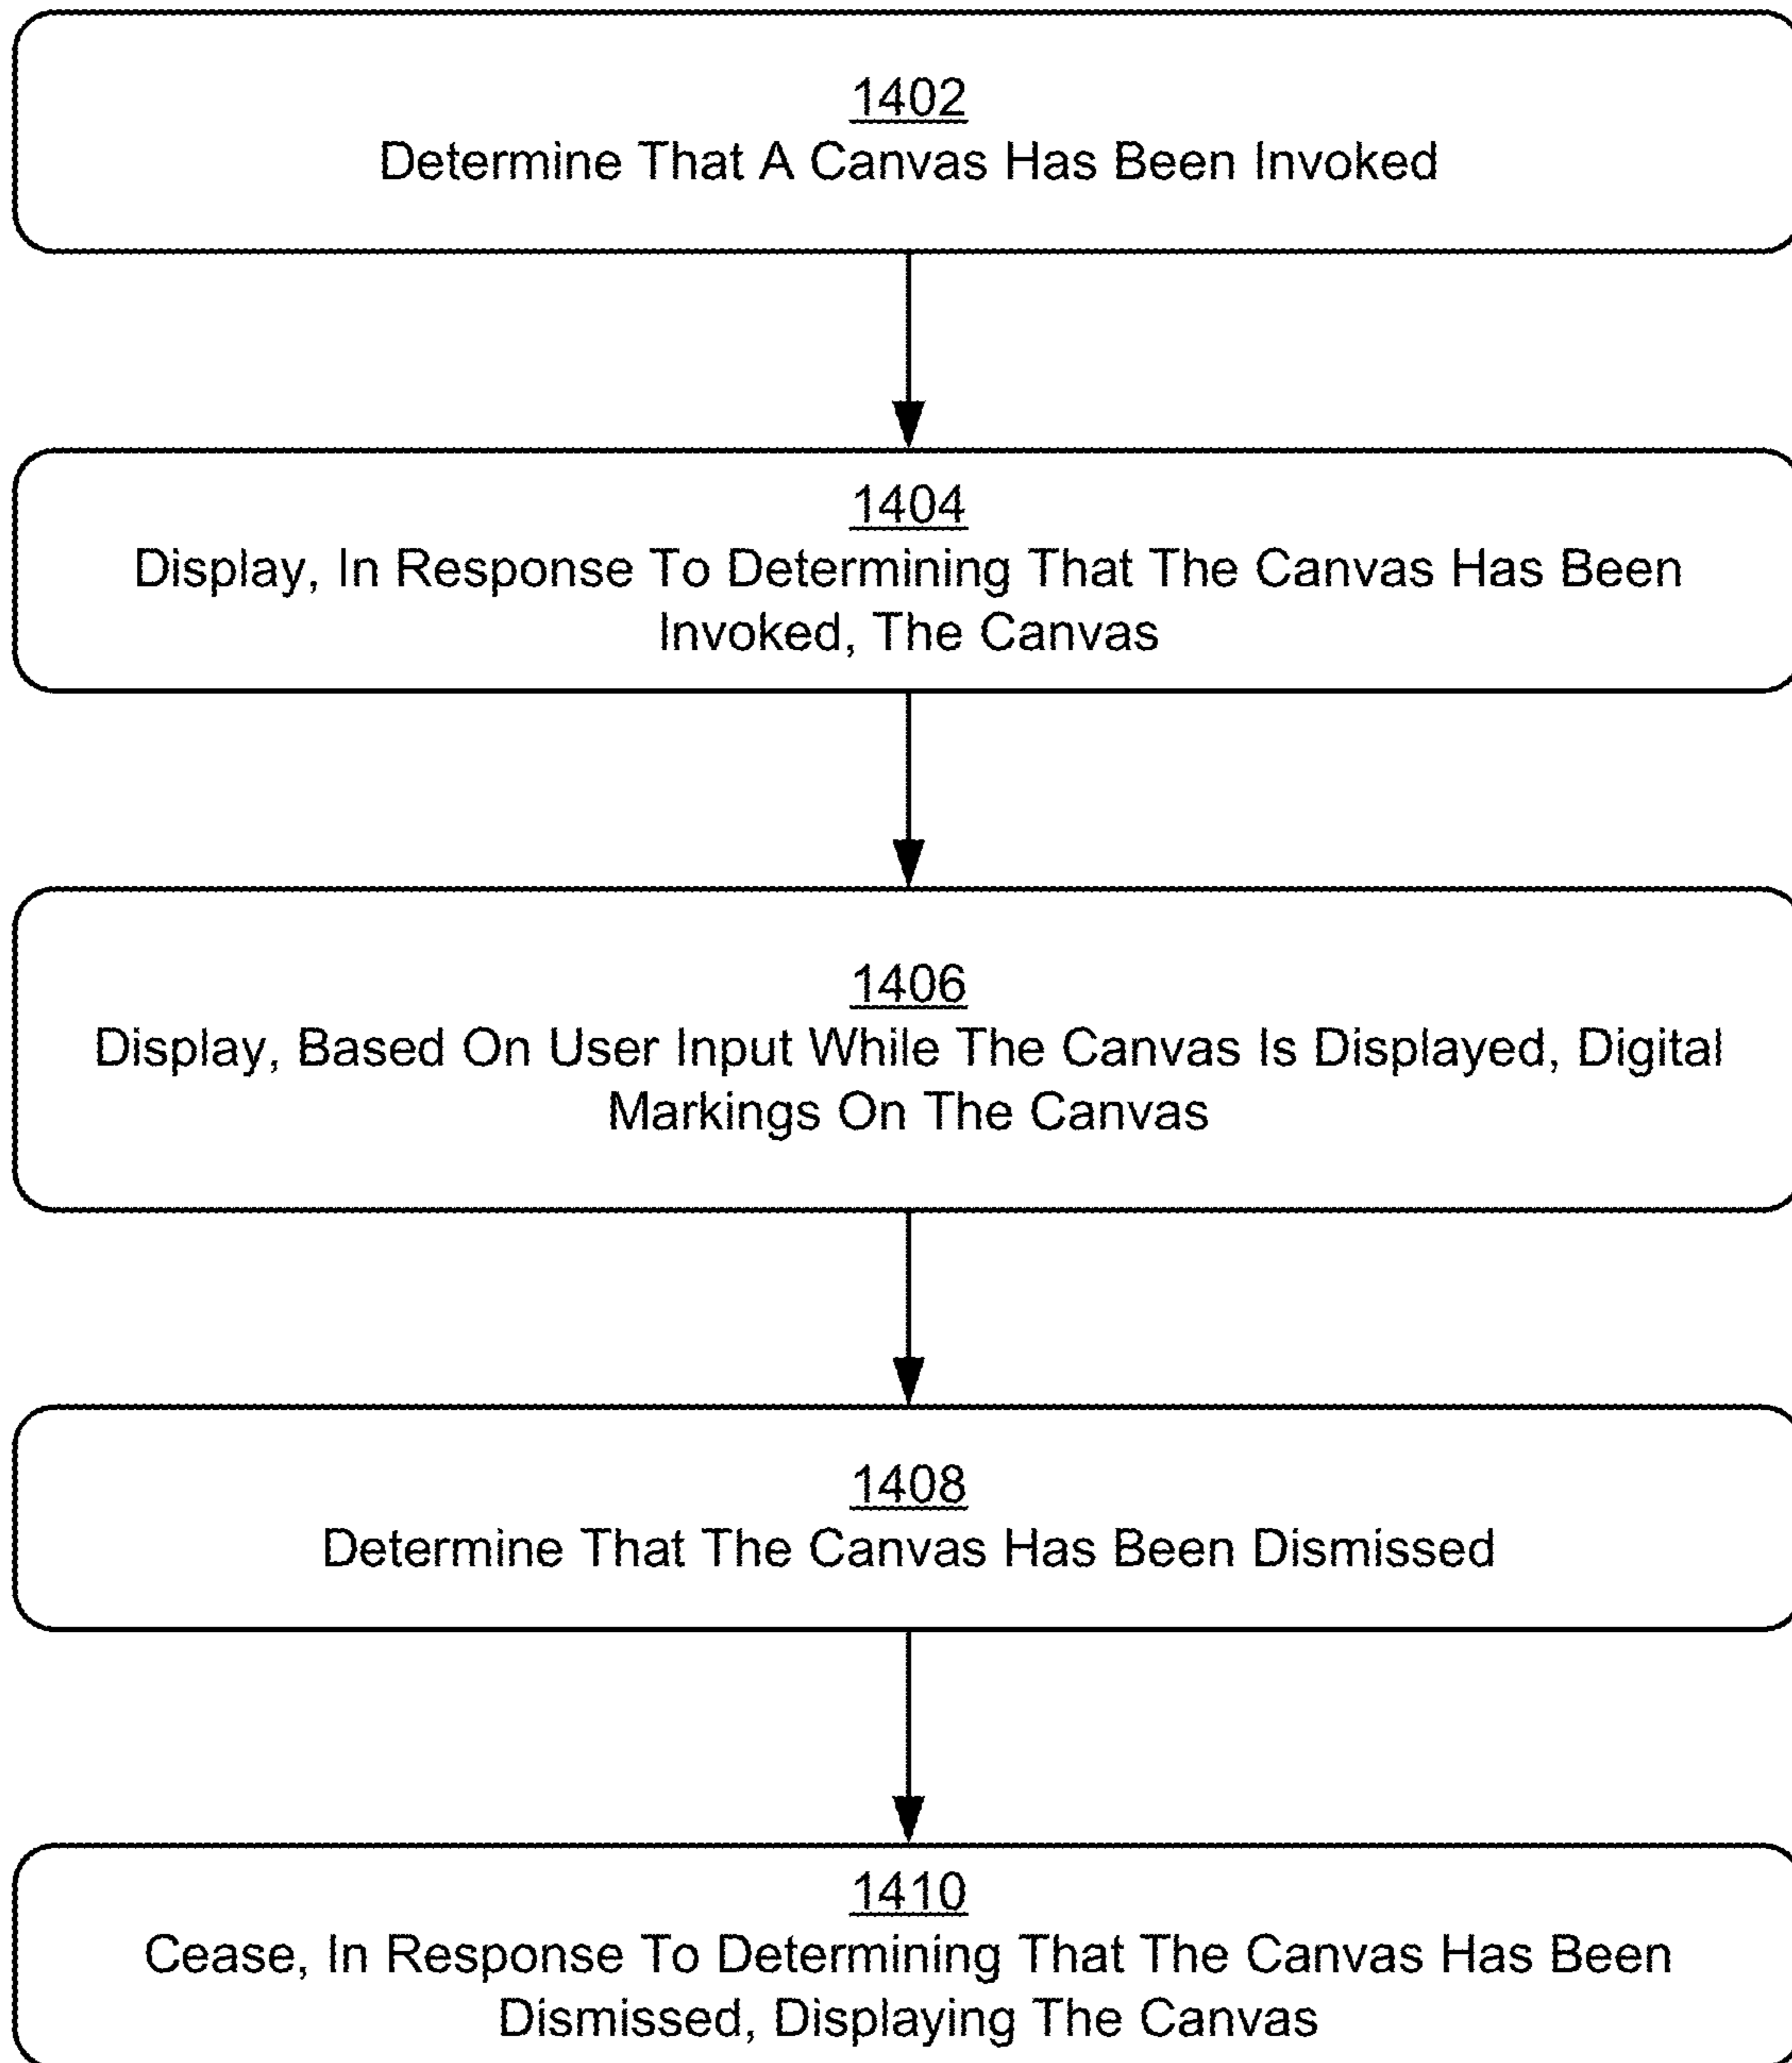 1402
Determine That A Canvas Has Been Invoked
1404
Display, In Response To Determining That The Canvas Has Been
Invoked, The Canvas
1406
Display, Based On User Input While The Canvas Is Displayed, Digital
Markings On The Canvas
1408
Determine That The Canvas Has Been Dismissed
1410
Cease, In Response To Determining That The Canvas Has Been
Dismissed, Displaying The Canvas